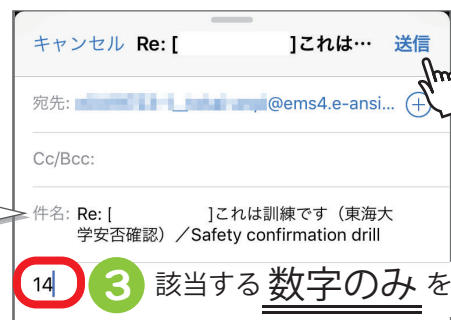 キャンセル Re: [ ]これは… 送信
宛先: @ems4.e-ansi...
Cc/Bcc:
件名: Re: [ ]これは訓練です（東海大
学安否確認）／Safety confirmation drill
14 3 該当する数字のみを